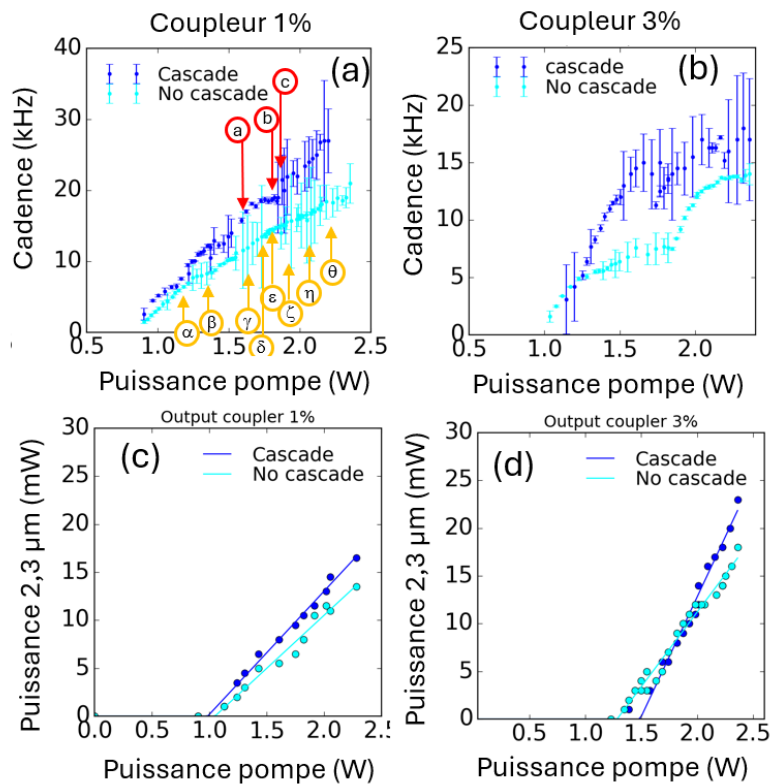 Coupleur 1%
Coupleur 3%
(a)
Cascade
No cascade
a
b
c
α
β
γ
δ
ε
ζ
η
θ
Cadence (kHz)
40
30
20
10
0
0.5
1.0
1.5
2.0
2.5
Puissance pompe (W)
(b)
cascade
No cascade
Cadence (kHz)
25
20
15
10
5
0
0.5
1.0
1.5
2.0
Puissance pompe (W)
Output coupler 1%
(c)
Cascade
No cascade
Puissance 2,3 µm (mW)
30
25
20
15
10
5
0
0.0
0.5
1.0
1.5
2.0
2.5
Puissance pompe (W)
Output coupler 3%
(d)
Cascade
No cascade
Puissance 2,3 µm (mW)
30
25
20
15
10
5
0
0.5
1.0
1.5
2.0
2.5
Puissance pompe (W)